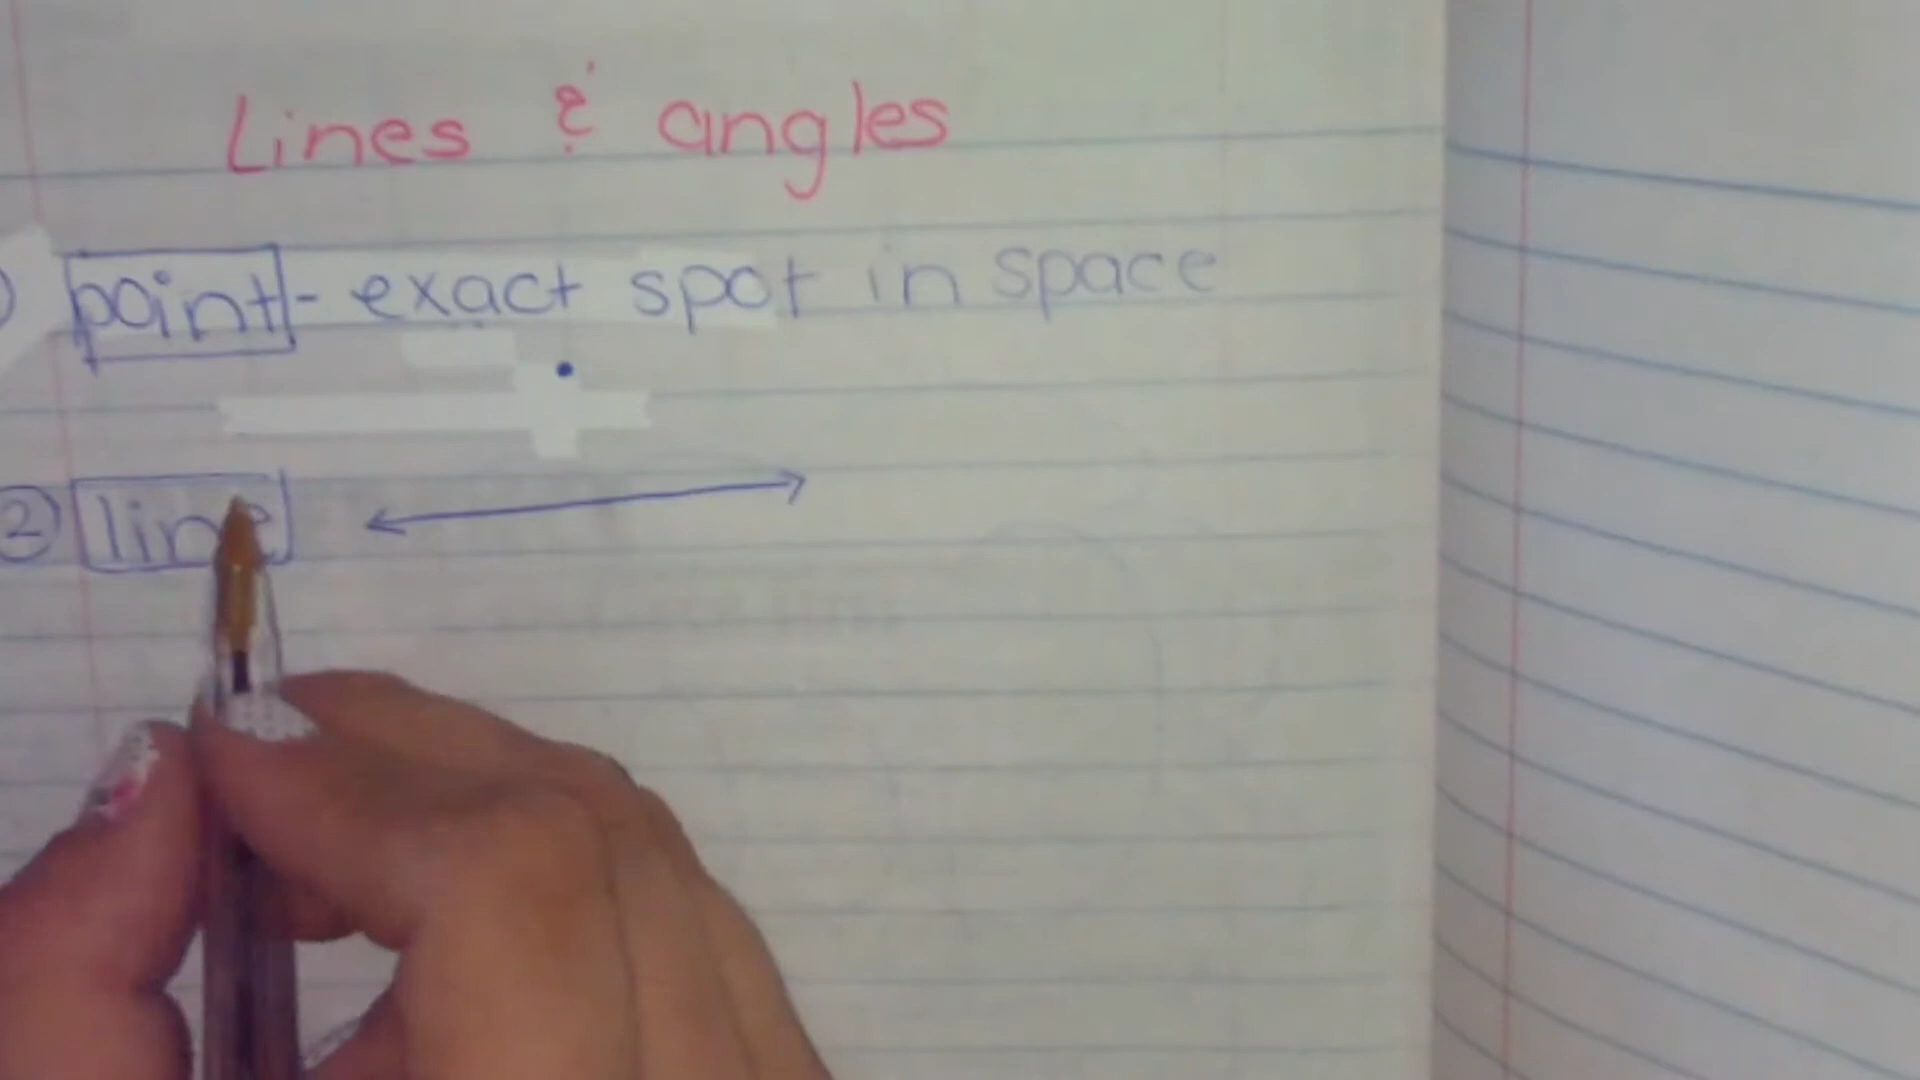 Lines & angles
point - exact spot in space
2 line